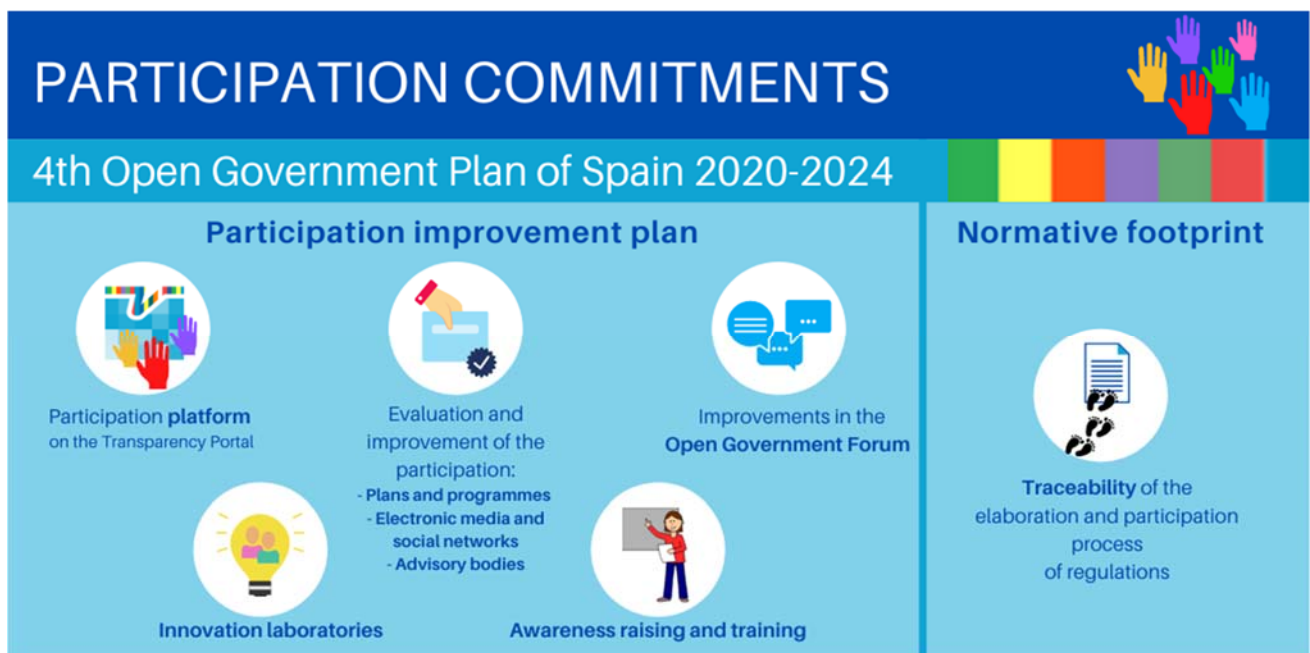 PARTICIPATION COMMITMENTS
4th Open Government Plan of Spain 2020-2024
Participation improvement plan
Participation platform
on the Transparency Portal
Evaluation and
improvement of the
participation:
- Plans and programmes
- Electronic media and
social networks
- Advisory bodies
Improvements in the
Open Government Forum
Innovation laboratories
Awareness raising and training
Normative footprint
Traceability of the
elaboration and participation
process
of regulations